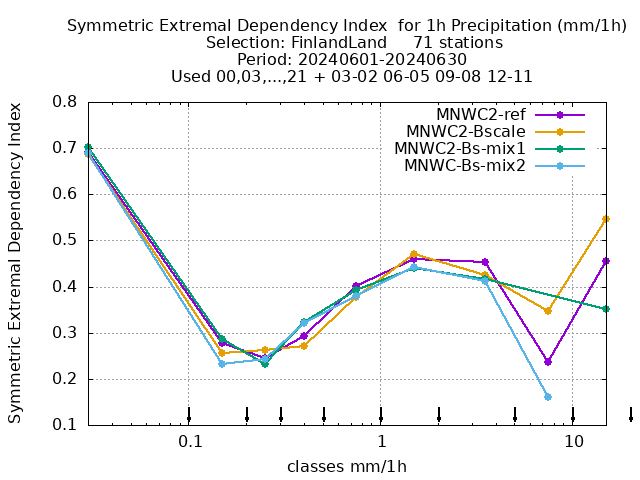 Symmetric Extremal Dependency Index  for 1h Precipitation (mm/1h)
Selection: FinlandLand     71 stations
Period: 20240601-20240630
Used 00,03,...,21 + 03-02 06-05 09-08 12-11
Symmetric Extremal Dependency Index
0.8
0.7
0.6
0.5
0.4
0.3
0.2
0.1
MNWC2-ref
MNWC2-Bscale
MNWC2-Bs-mix1
MNWC-Bs-mix2
0.1 1 10
classes mm/1h